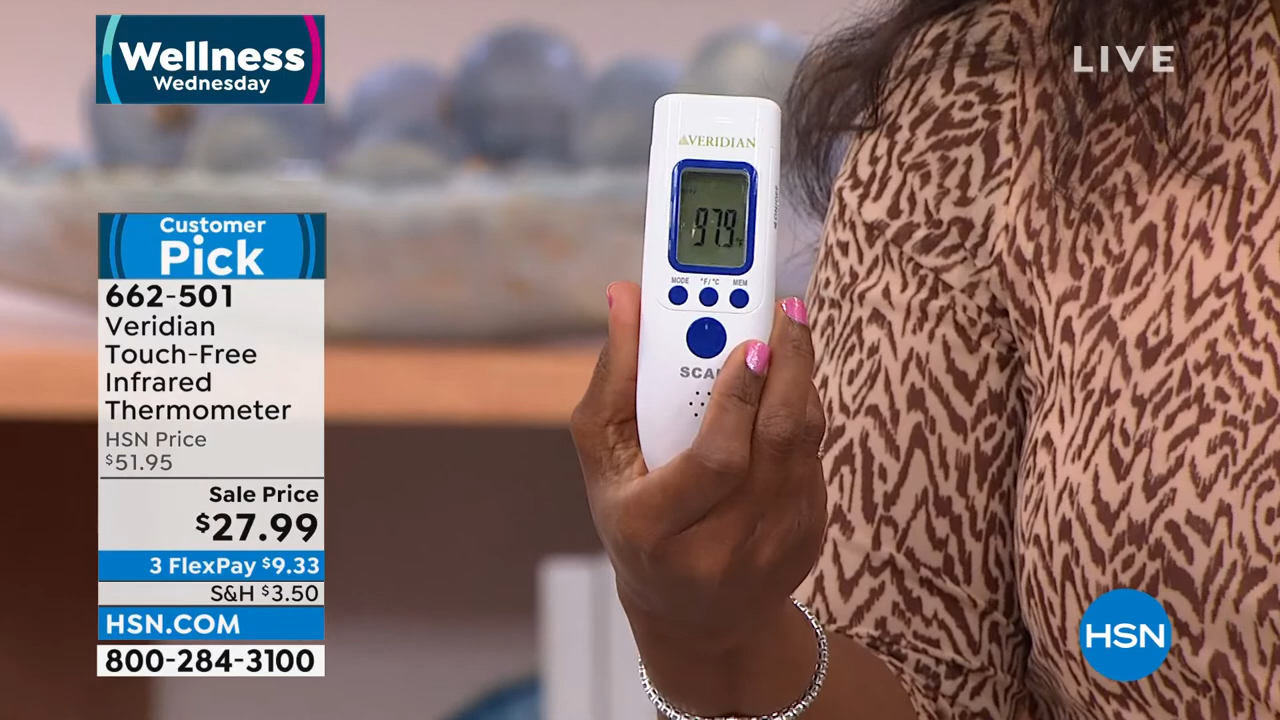 Wellness
Wednesday
LIVE
Customer
Pick
662-501
Veridian
Touch-Free
Infrared
Thermometer
HSN Price
$51.95
Sale Price
$27.99
3 FlexPay $9.33
S&H $3.50
HSN.COM
800-284-3100
VERIDIAN
97.9
°F
MODE °F/°C MEM
SCA
HSN